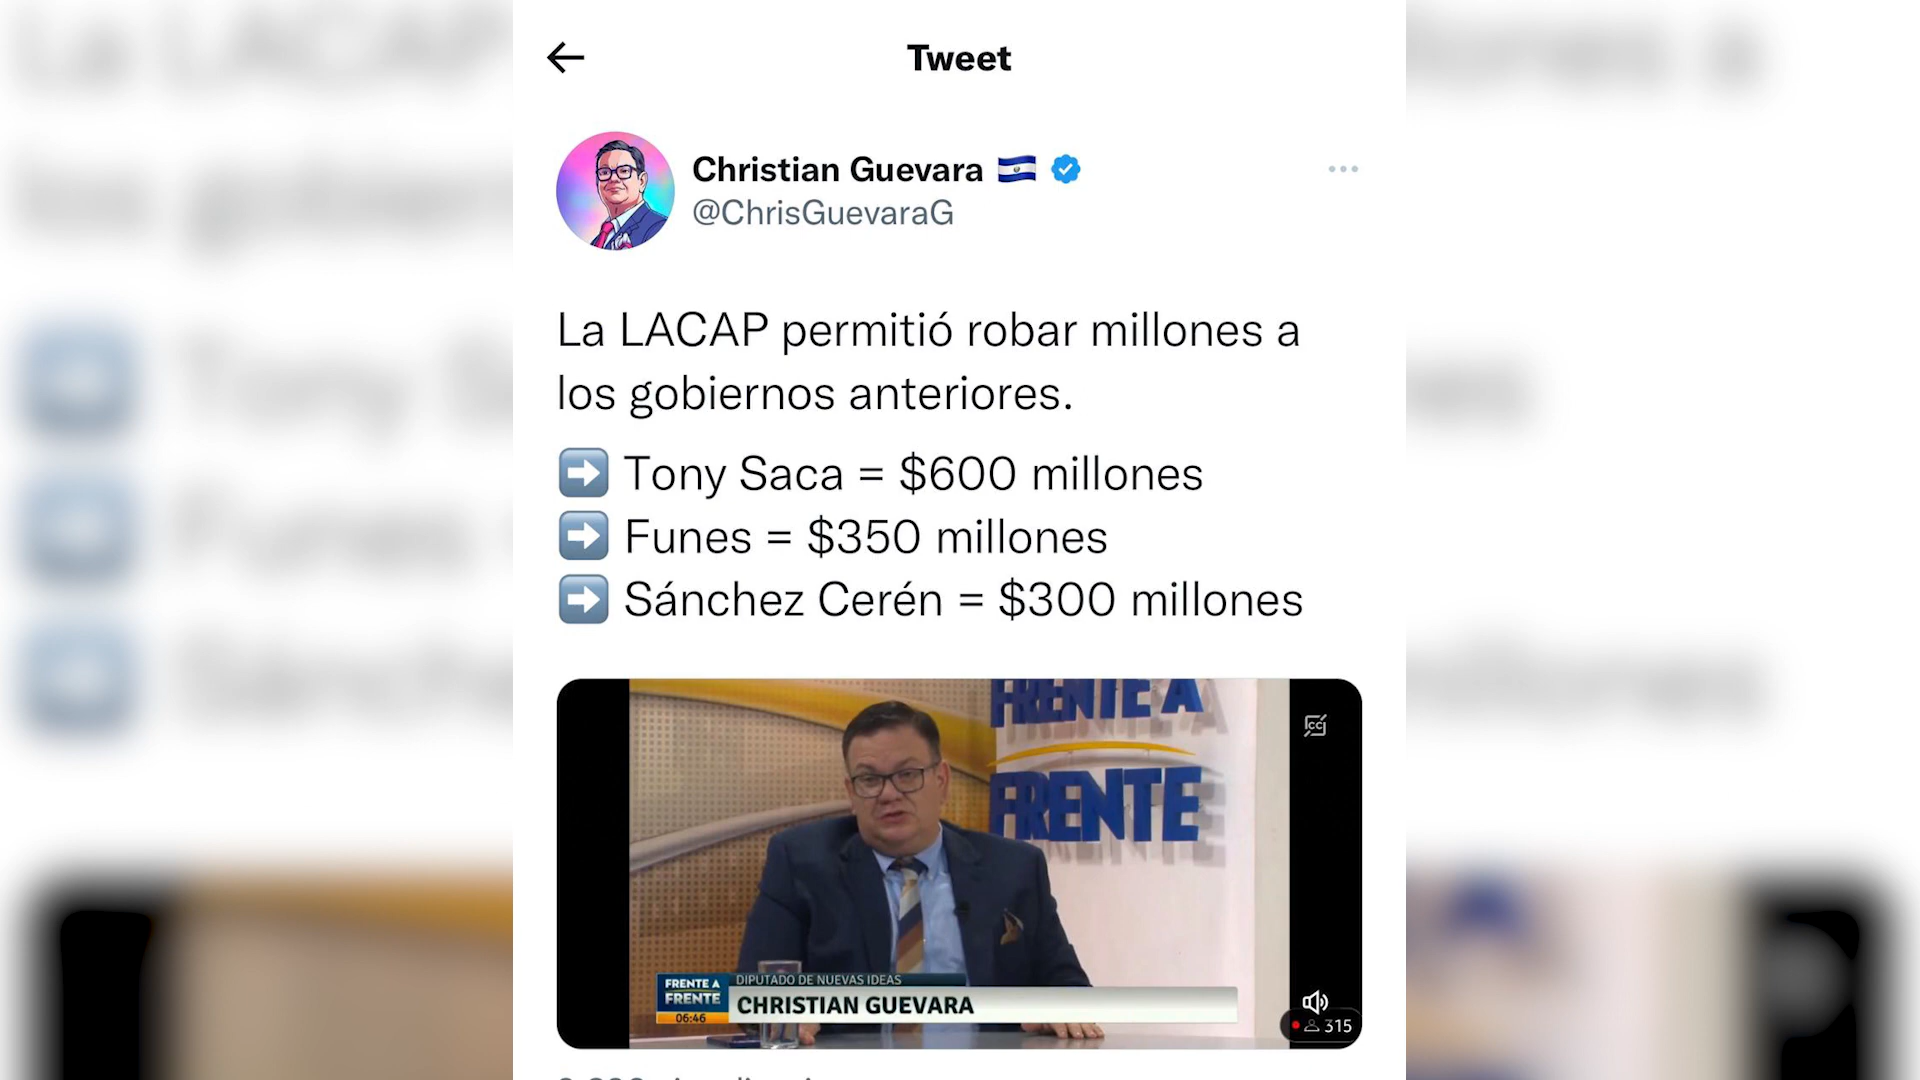 Tweet
Christian Guevara
@ChrisGuevaraG
La LACAP permitió robar millones a
los gobiernos anteriores.
Tony Saca = $600 millones
Funes = $350 millones
Sánchez Cerén = $300 millones
FRENTE A
FRENTE
CC
FRENTE A
FRENTE
06:46
DIPUTADO DE NUEVAS IDEAS
CHRISTIAN GUEVARA
315